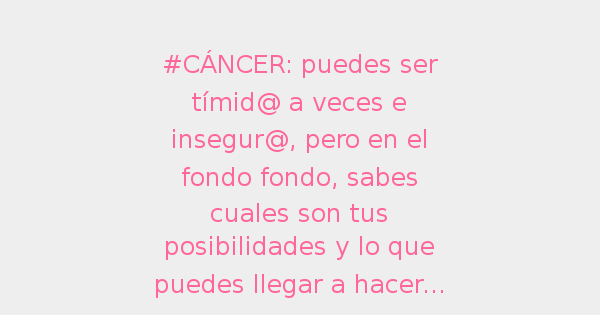 #CÁNCER: puedes ser
tímid@ a veces e
insegur@, pero en el
fondo fondo, sabes
cuales son tus
posibilidades y lo que
puedes llegar a hacer...